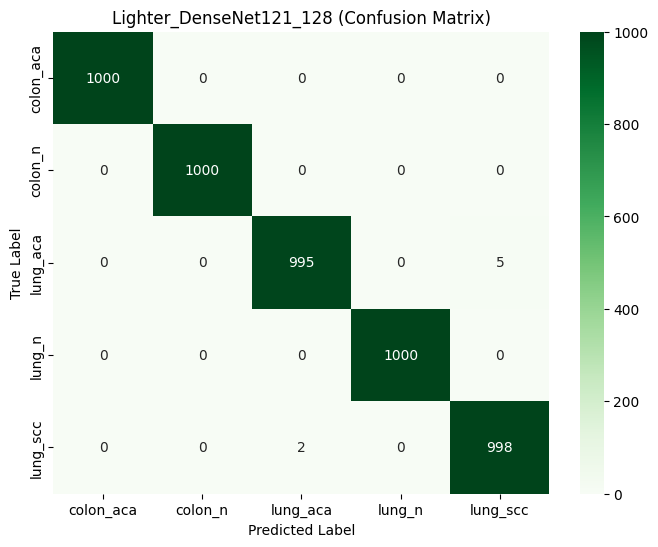 Lighter_DenseNet121_128 (Confusion Matrix)
True Label
colon_aca 1000 0 0 0 0
colon_n 0 1000 0 0 0
lung_aca 0 0 995 0 5
lung_n 0 0 0 1000 0
lung_scc 0 0 2 0 998
colon_aca colon_n lung_aca lung_n lung_scc
Predicted Label
1000
800
600
400
200
0